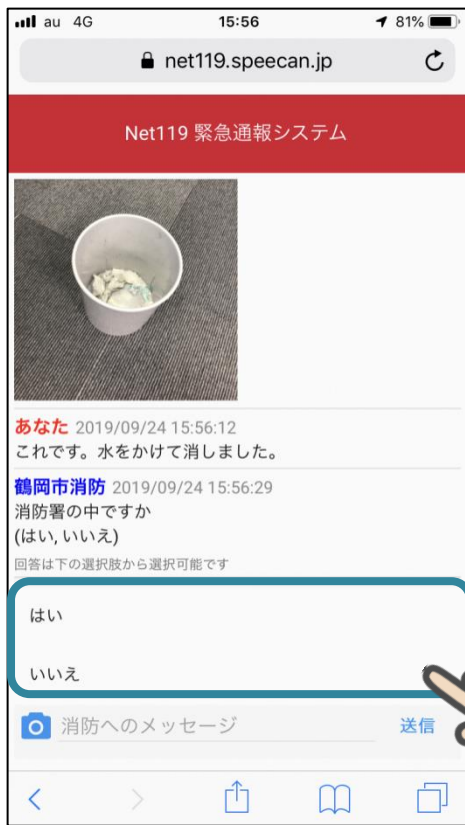 au 4G 15:56 81%
net119.speecan.jp
Net119 緊急通報システム
あなた 2019/09/24 15:56:12
これです。水をかけて消しました。
鶴岡市消防 2019/09/24 15:56:29
消防署の中ですか
(はい, いいえ)
回答は下の選択肢から選択可能です
はい
いいえ
消防へのメッセージ 送信